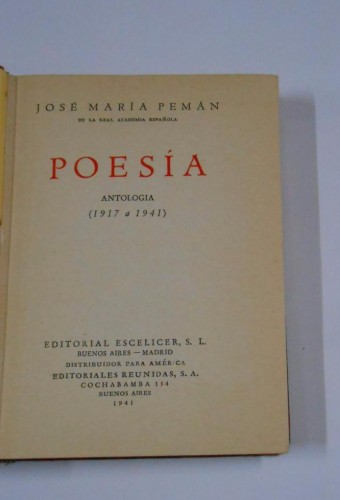 JOSÉ MARÍA PEMÁN
DE LA REAL ACADEMIA ESPAÑOLA
POESÍA
ANTOLOGIA
(1917 a 1941)
EDITORIAL ESCELICER, S. L.
BUENOS AIRES — MADRID
DISTRIBUIDOR PARA AMÉRICA
EDITORIALES REUNIDAS, S. A.
COCHABAMBA 154
BUENOS AIRES
1941